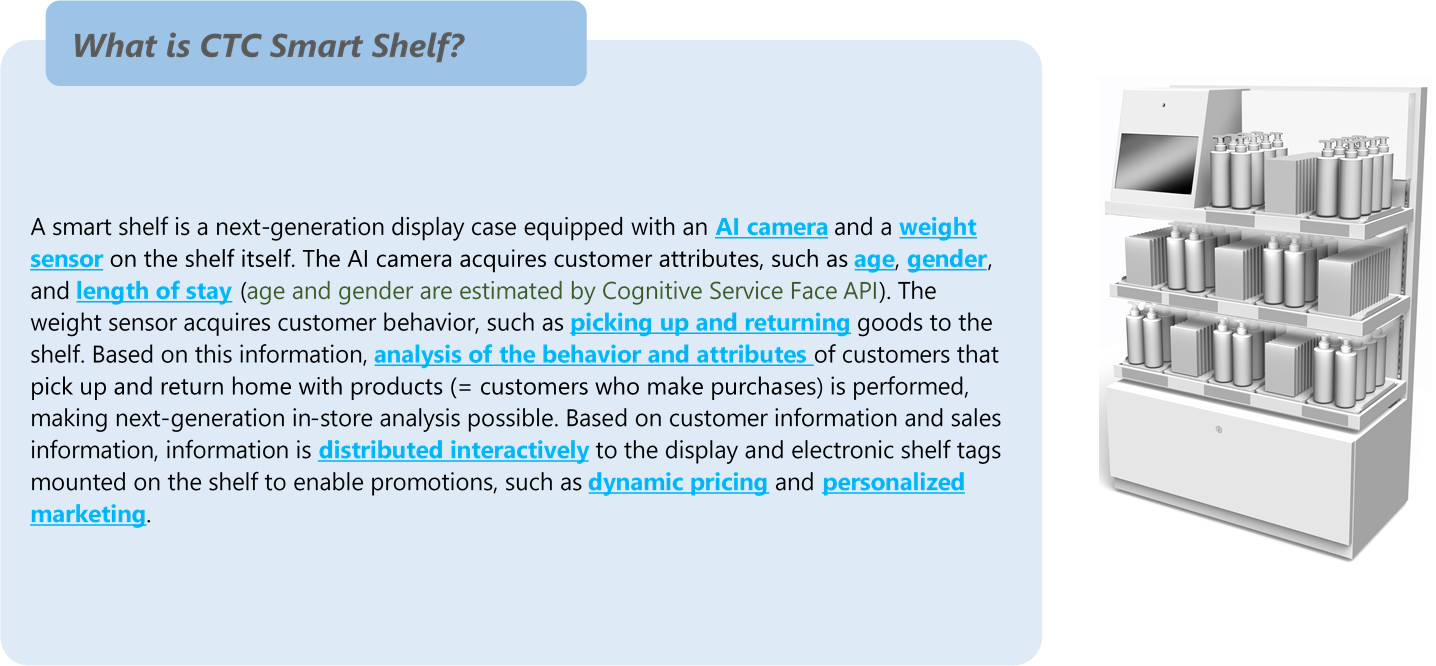 What is CTC Smart Shelf?
A smart shelf is a next-generation display case equipped with an AI camera and a weight
sensor on the shelf itself. The AI camera acquires customer attributes, such as age, gender,
and length of stay (age and gender are estimated by Cognitive Service Face API). The
weight sensor acquires customer behavior, such as picking up and returning goods to the
shelf. Based on this information, analysis of the behavior and attributes of customers that
pick up and return home with products (= customers who make purchases) is performed,
making next-generation in-store analysis possible. Based on customer information and sales
information, information is distributed interactively to the display and electronic shelf tags
mounted on the shelf to enable promotions, such as dynamic pricing and personalized
marketing.